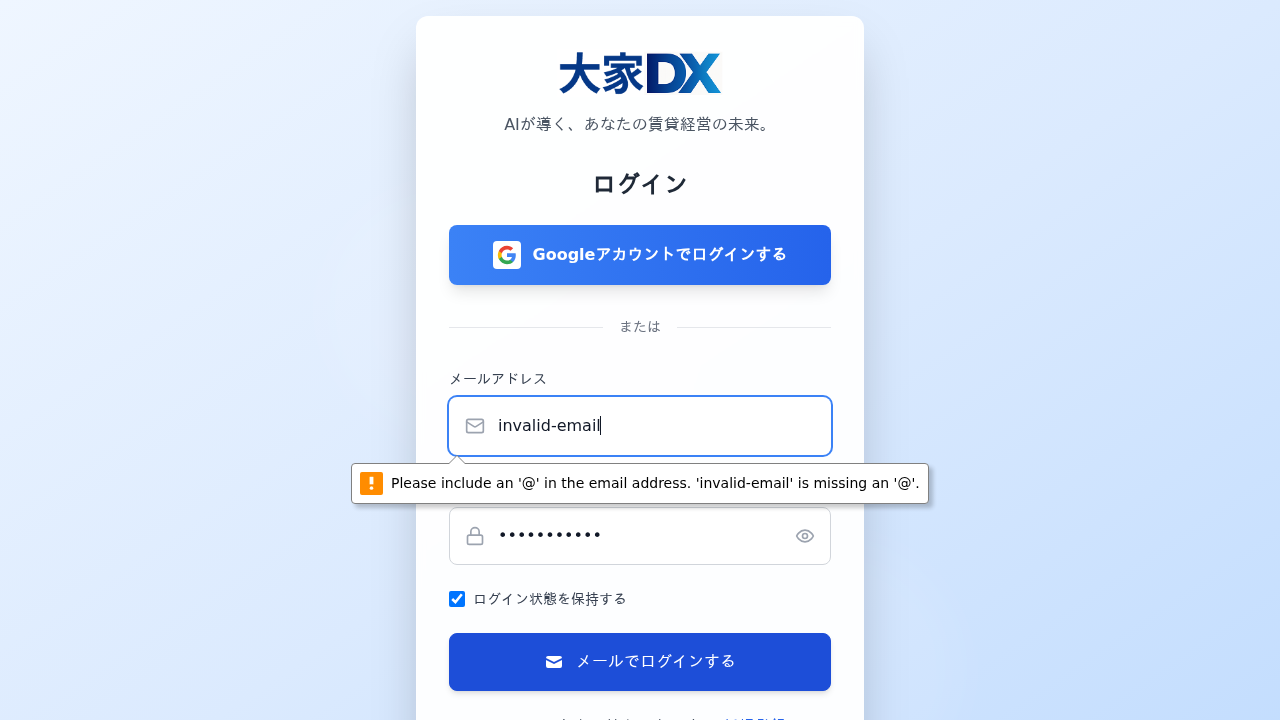 大家DX
AIが導く、あなたの賃貸経営の未来。
ログイン
Googleアカウントでログインする
または
メールアドレス
invalid-email
Please include an '@' in the email address. 'invalid-email' is missing an '@'.
•••••••••••
ログイン状態を保持する
メールでログインする